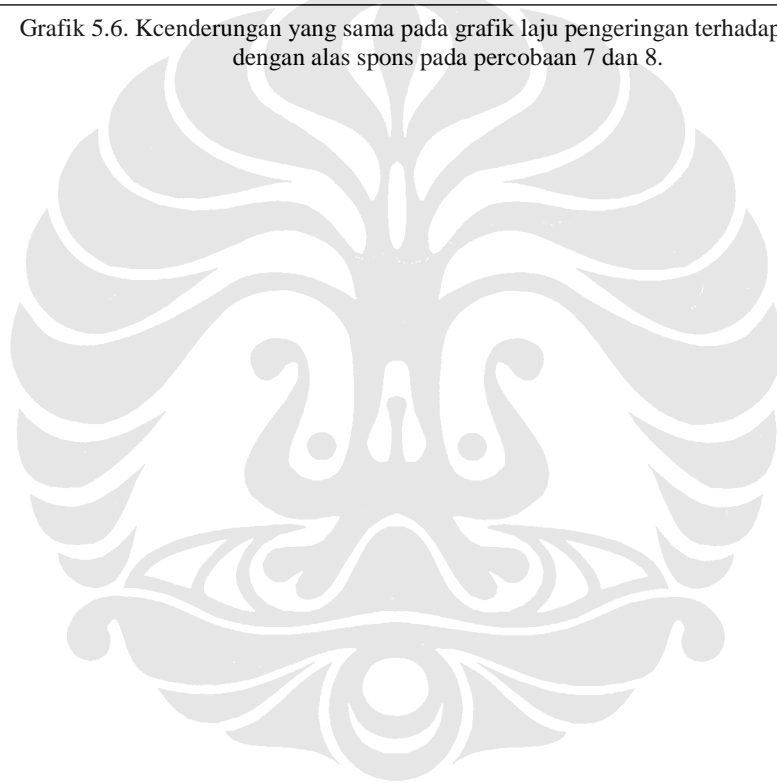 Grafik 5.6. Kcenderungan yang sama pada grafik laju pengeringan terhadap
dengan alas spons pada percobaan 7 dan 8.